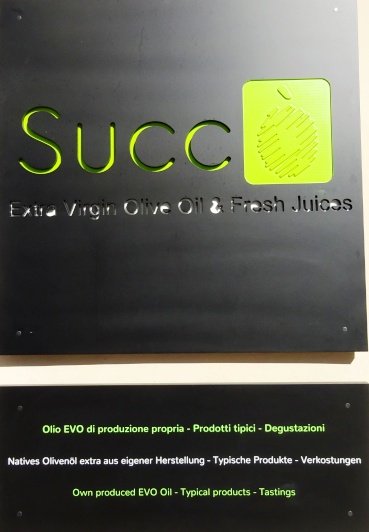 Succ
Extra Virgin Olive Oil & Fresh Juices
Olio EVO di produzione propria - Prodotti tipici - Degustazioni
Natives Olivenöl extra aus eigener Herstellung - Typische Produkte - Verkostungen
Own produced EVO Oil - Typical products - Tastings